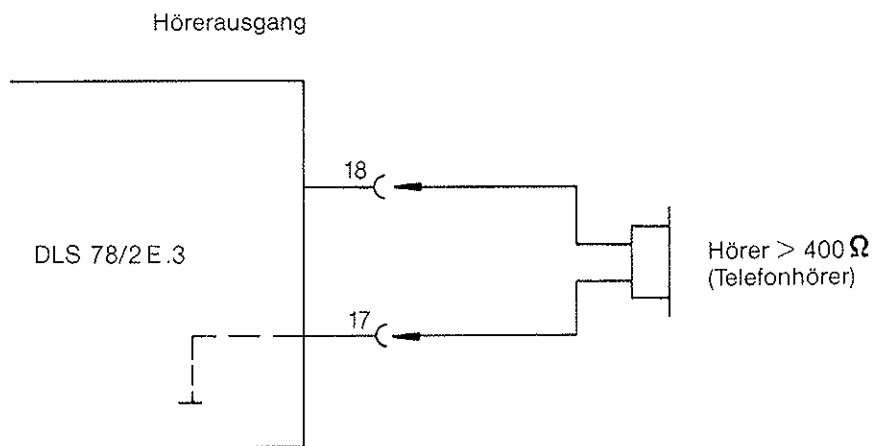 Hörerausgang
18
DLS 78/2 E.3
Hörer > 400 Ω
(Telefonhörer)
17